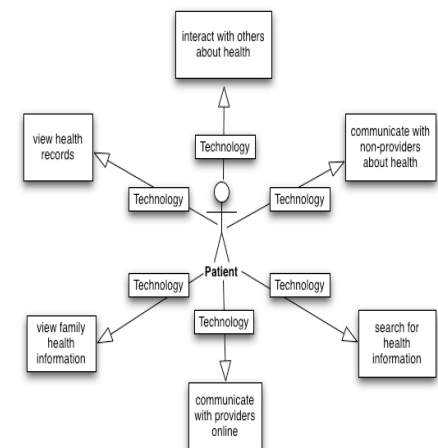 interact with others
about health
Technology
view health
records
communicate with
non-providers
about health
Technology
Technology
Patient
Technology
Technology
Technology
view family
health
information
search for
health
information
communicate
with providers
online